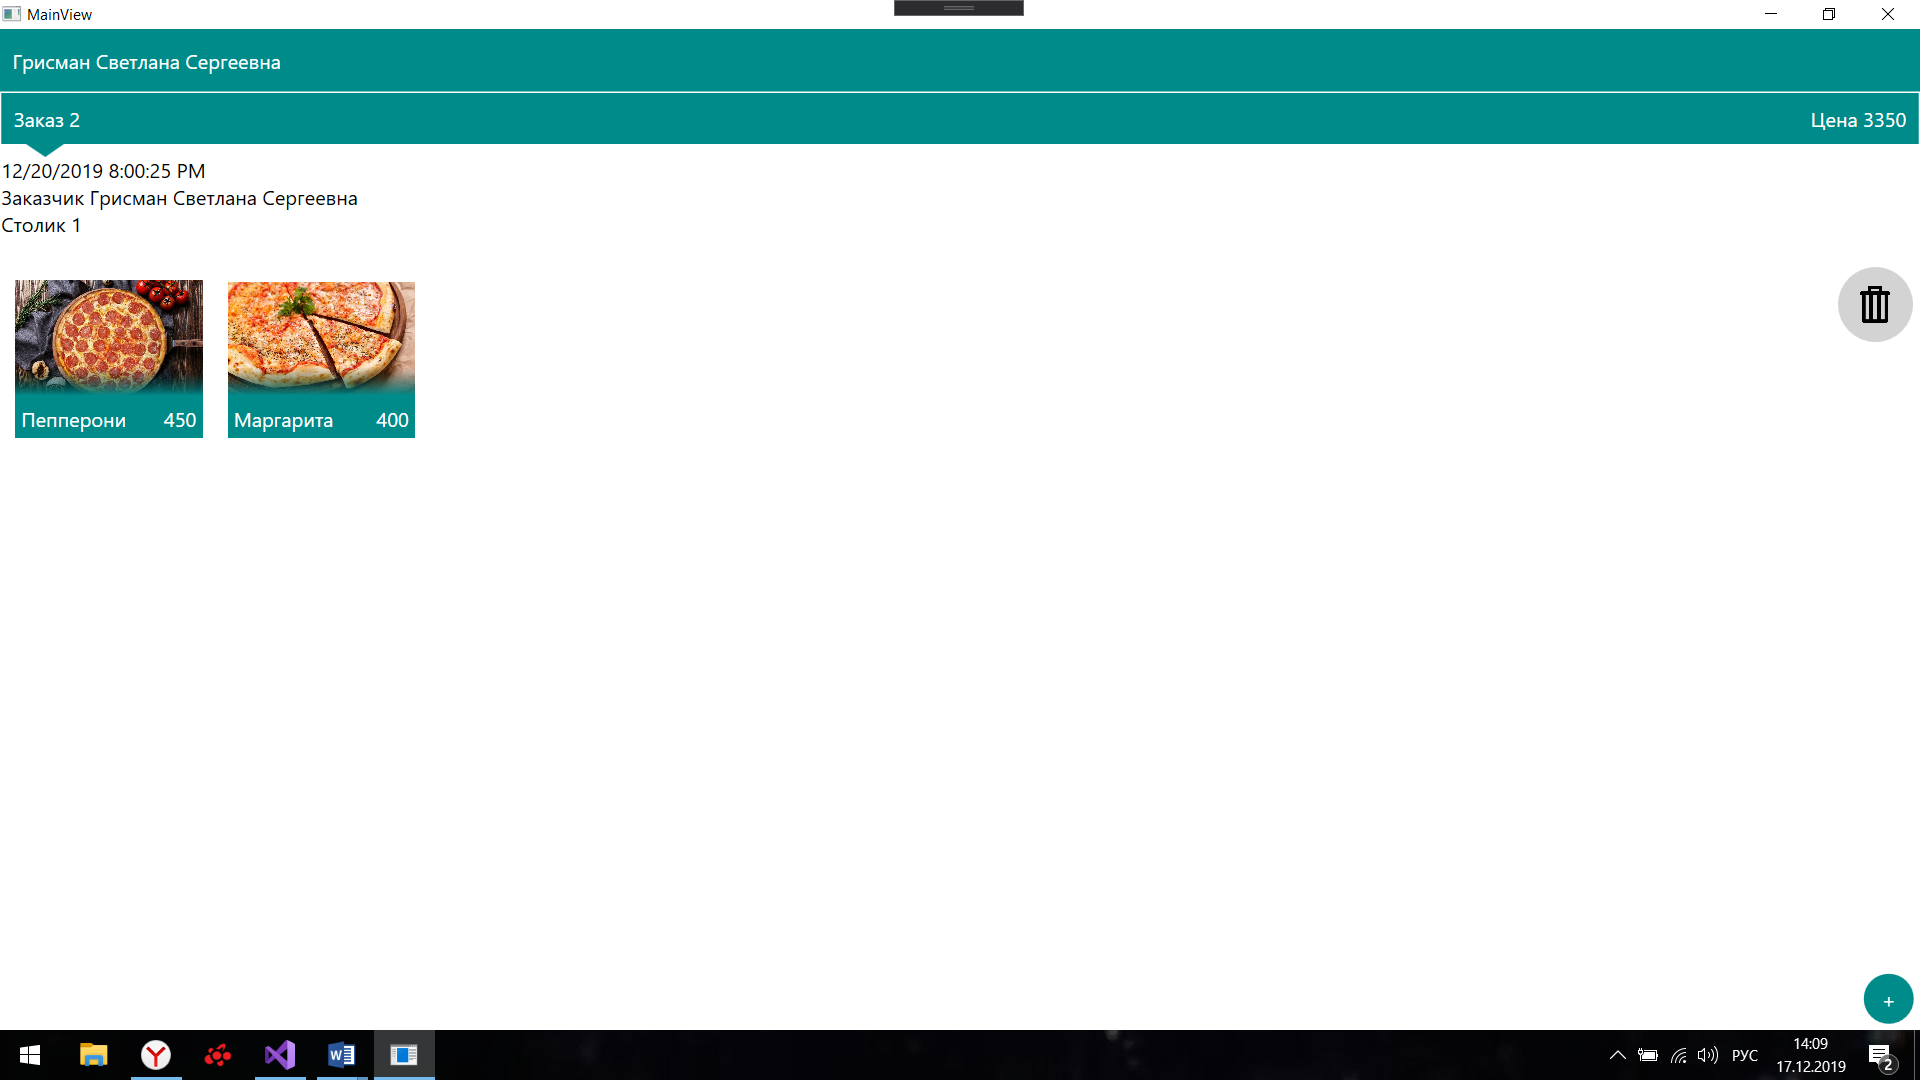 MainView
Грисман Светлана Сергеевна
Заказ 2
Цена 3350
12/20/2019 8:00:25 PM
Заказчик Грисман Светлана Сергеевна
Столик 1
Пепперони 450
Маргарита 400
+
РУС
14:09
17.12.2019
2